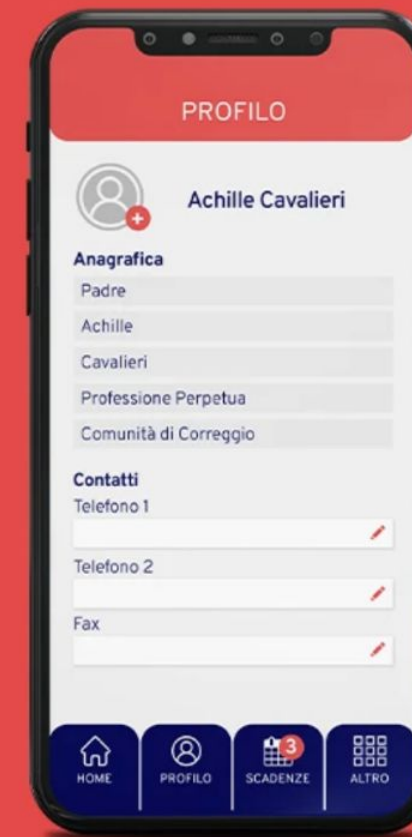 PROFILO
Achille Cavalieri
Anagrafica
Padre
Achille
Cavalieri
Professione Perpetua
Comunità di Correggio
Contatti
Telefono 1
Telefono 2
Fax
3
HOME PROFILO SCADENZE ALTRO